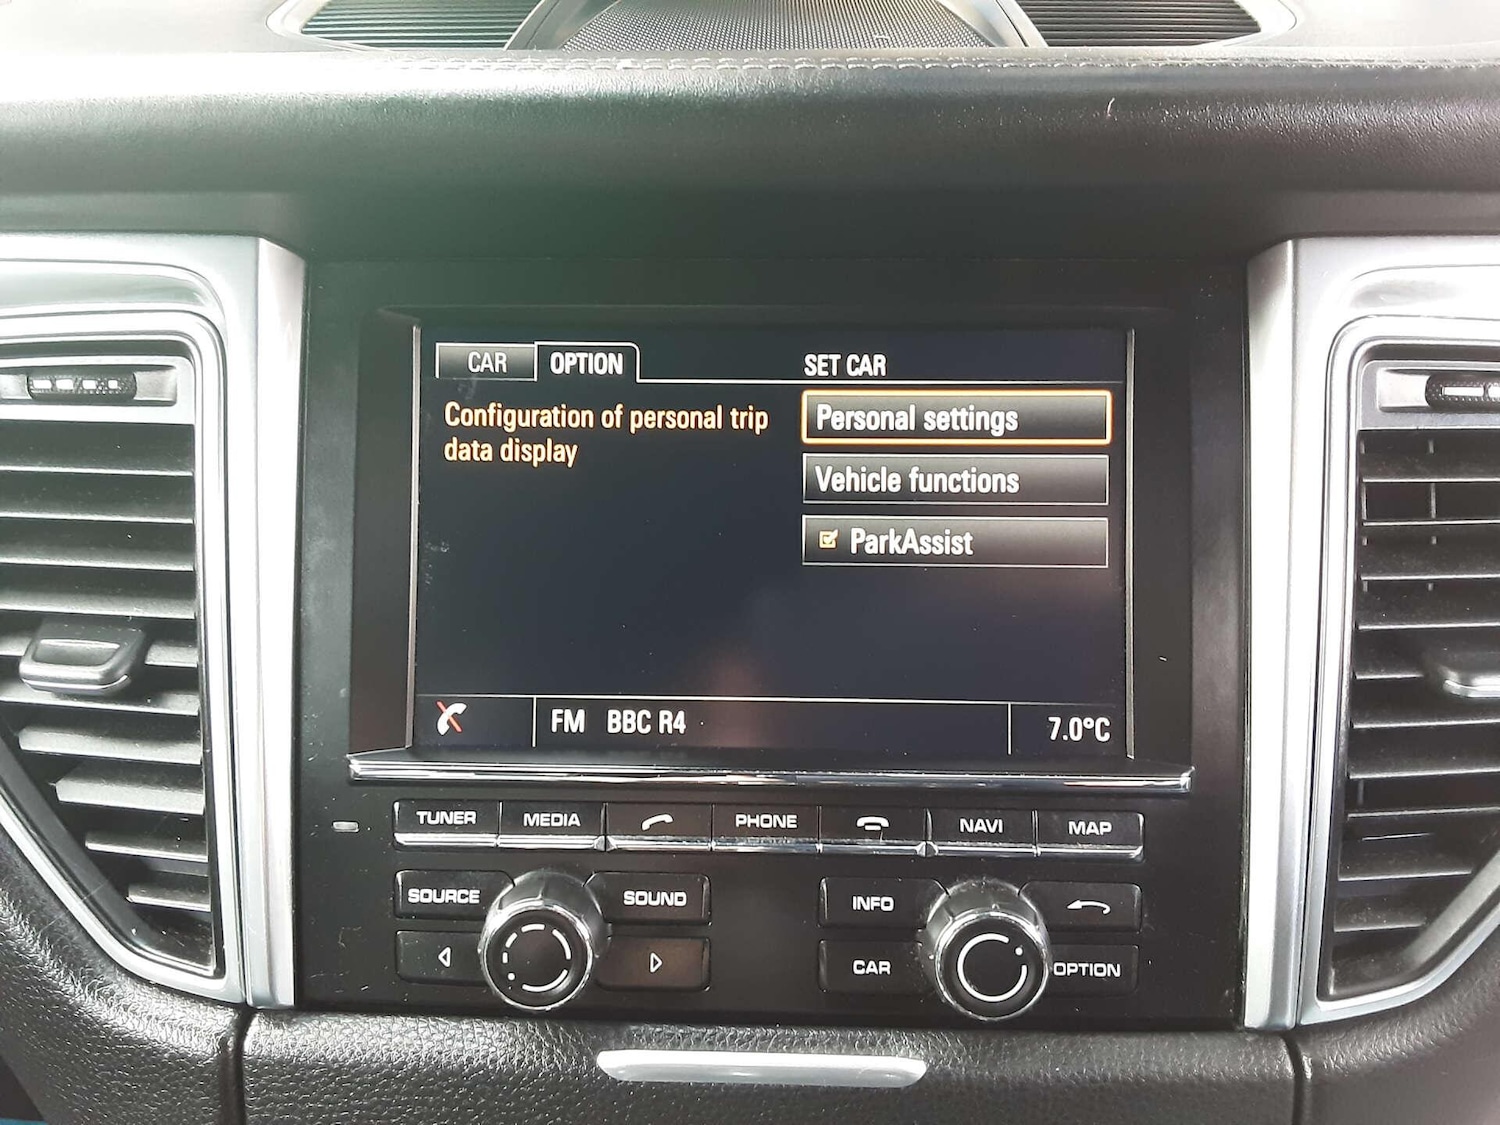 CAR OPTION SET CAR
Configuration of personal trip
data display
Personal settings
Vehicle functions
ParkAssist
FM BBC R4 7.0°C
TUNER MEDIA PHONE NAVI MAP
SOURCE SOUND INFO
CAR OPTION